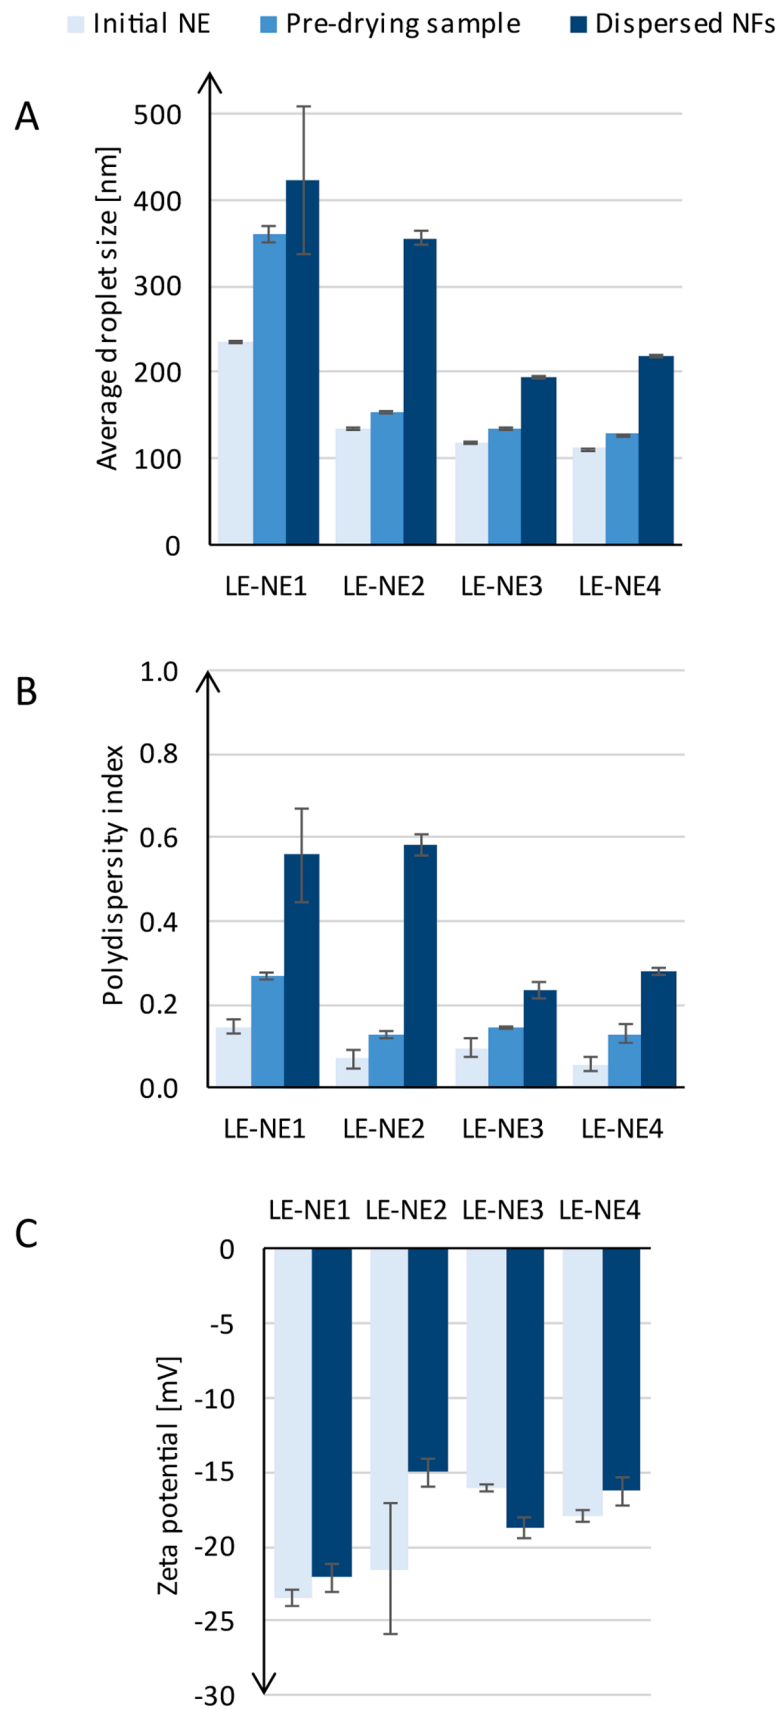 Initial NE Pre-drying sample Dispersed NFs
A
Average droplet size [nm]
500
400
300
200
100
0
LE-NE1 LE-NE2 LE-NE3 LE-NE4
B
Polydispersity index
1.0
0.8
0.6
0.4
0.2
0.0
LE-NE1 LE-NE2 LE-NE3 LE-NE4
C
LE-NE1 LE-NE2 LE-NE3 LE-NE4
Zeta potential [mV]
0
-5
-10
-15
-20
-25
-30